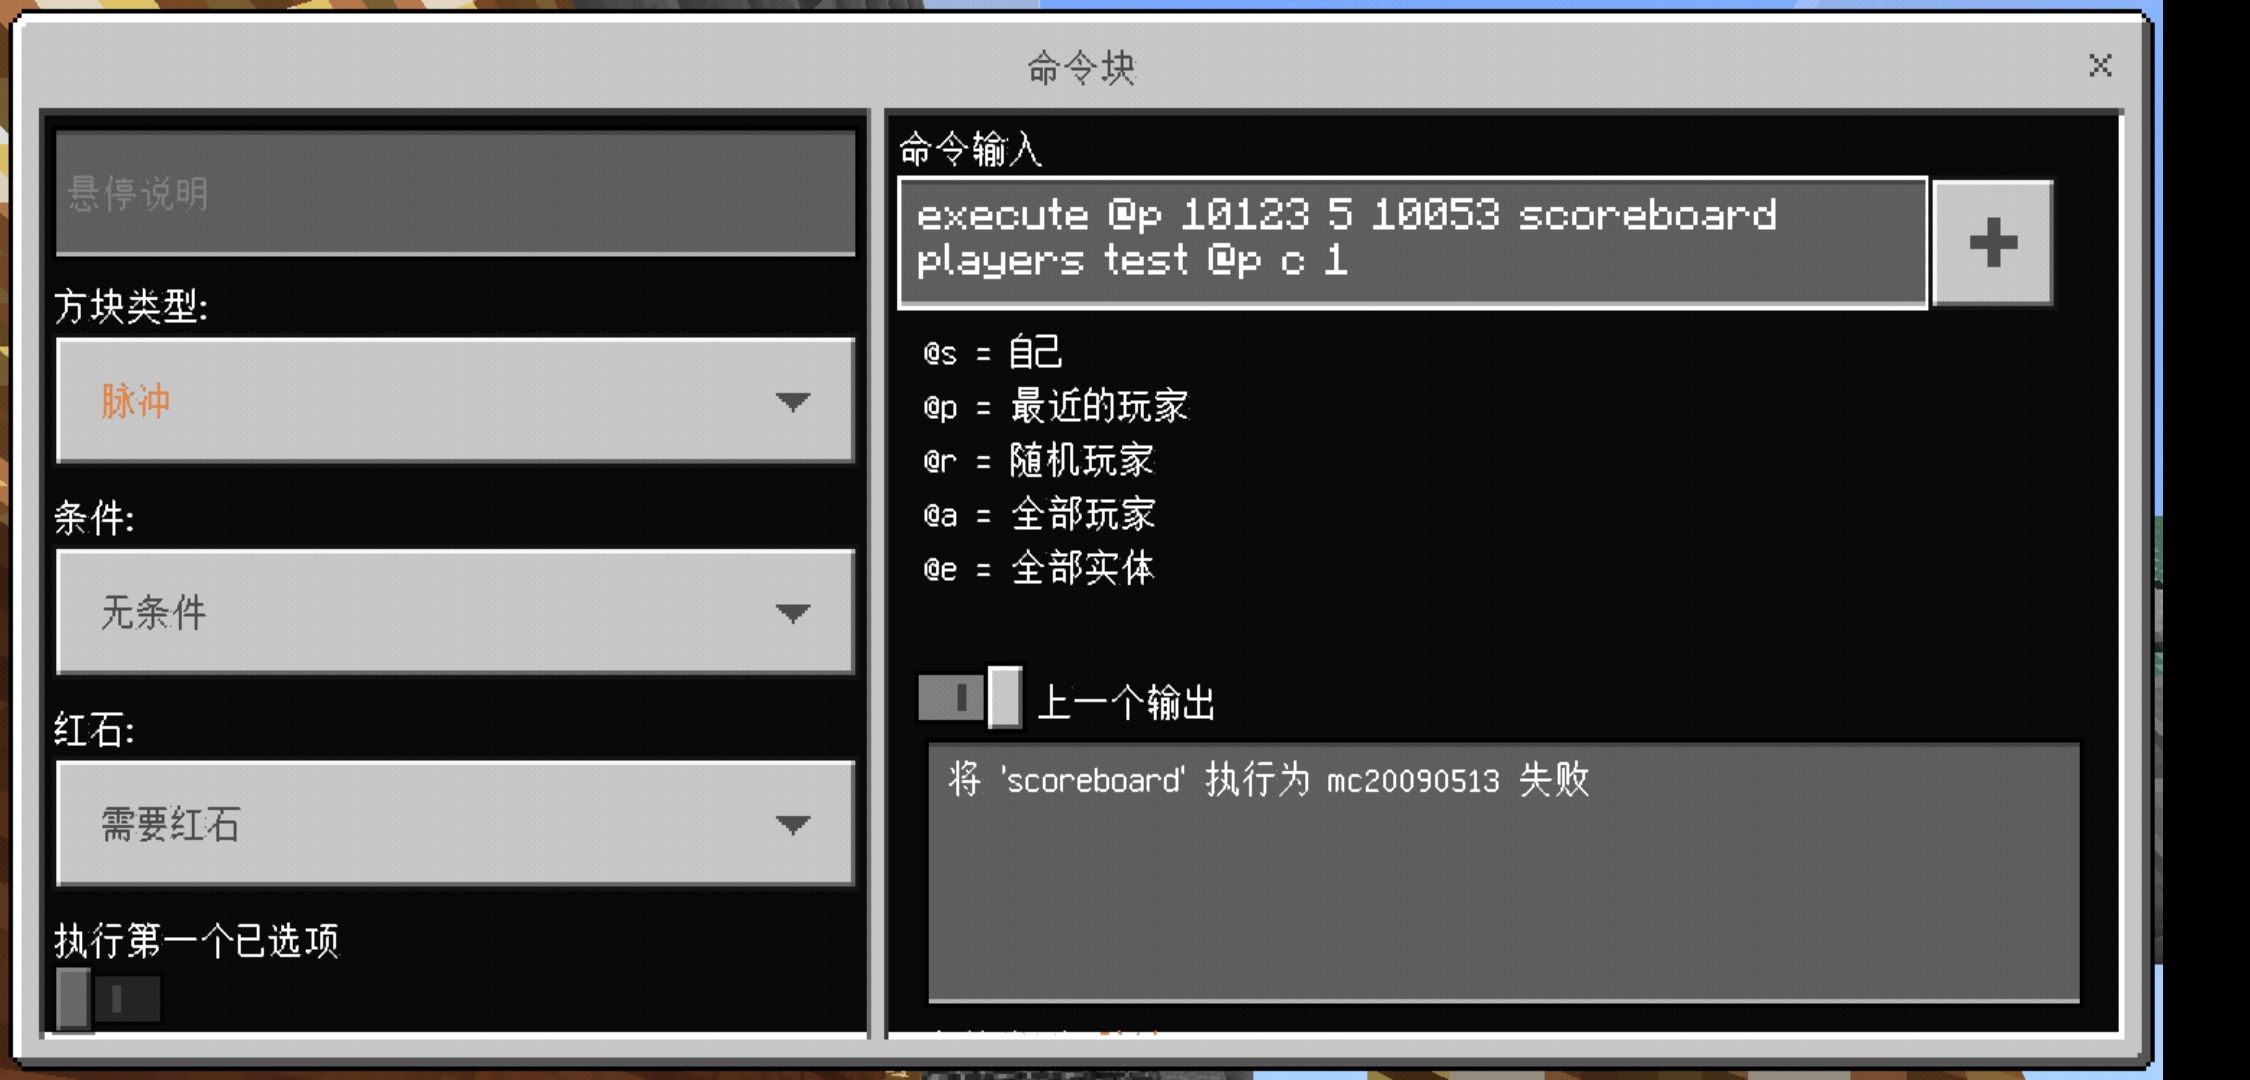 命令块
悬停说明
方块类型:
脉冲
条件:
无条件
红石:
需要红石
执行第一个已选项
命令输入
execute @p 10123 5 10053 scoreboard
players test @p c 1
@s = 自己
@p = 最近的玩家
@r = 随机玩家
@a = 全部玩家
@e = 全部实体
上一个输出
将 'scoreboard' 执行为 mc20090513 失败